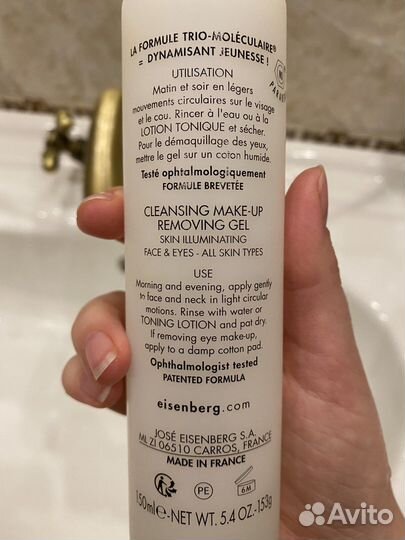 LA FORMULE TRIO-MOLÉCULAIRE®
= DYNAMISANT JEUNESSE !
UTILISATION
Matin et soir en légers
mouvements circulaires sur le visage
et le cou. Rincer à l'eau ou à la
LOTION TONIQUE et sécher.
Pour le démaquillage des yeux,
mettre le gel sur un coton humide.
Testé ophtalmologiquement
FORMULE BREVETÉE
CLEANSING MAKE-UP
REMOVING GEL
SKIN ILLUMINATING
FACE & EYES - ALL SKIN TYPES
USE
Morning and evening, apply gently
to face and neck in light circular
motions. Rinse with water or
TONING LOTION and pat dry.
If removing eye make-up,
apply to a damp cotton pad.
Ophthalmologist tested
PATENTED FORMULA
eisenberg.com
JOSÉ EISENBERG S.A.
ML ZI 06510 CARROS, FRANCE
MADE IN FRANCE
PE
6M
150ml e - NET WT. 5.4 OZ. - 153g
Avito